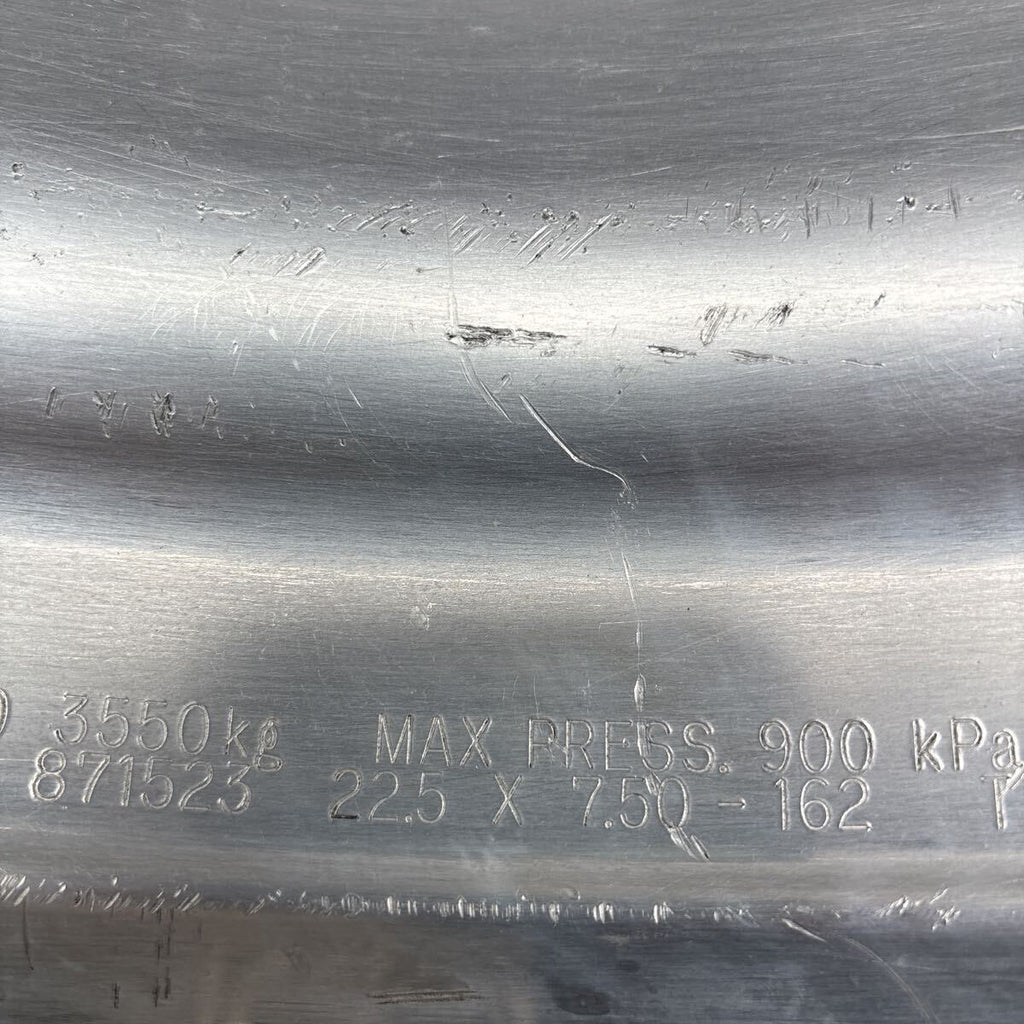 3550kg MAX PRESS. 900 kPa
871523 22.5 X 7.50 - 162